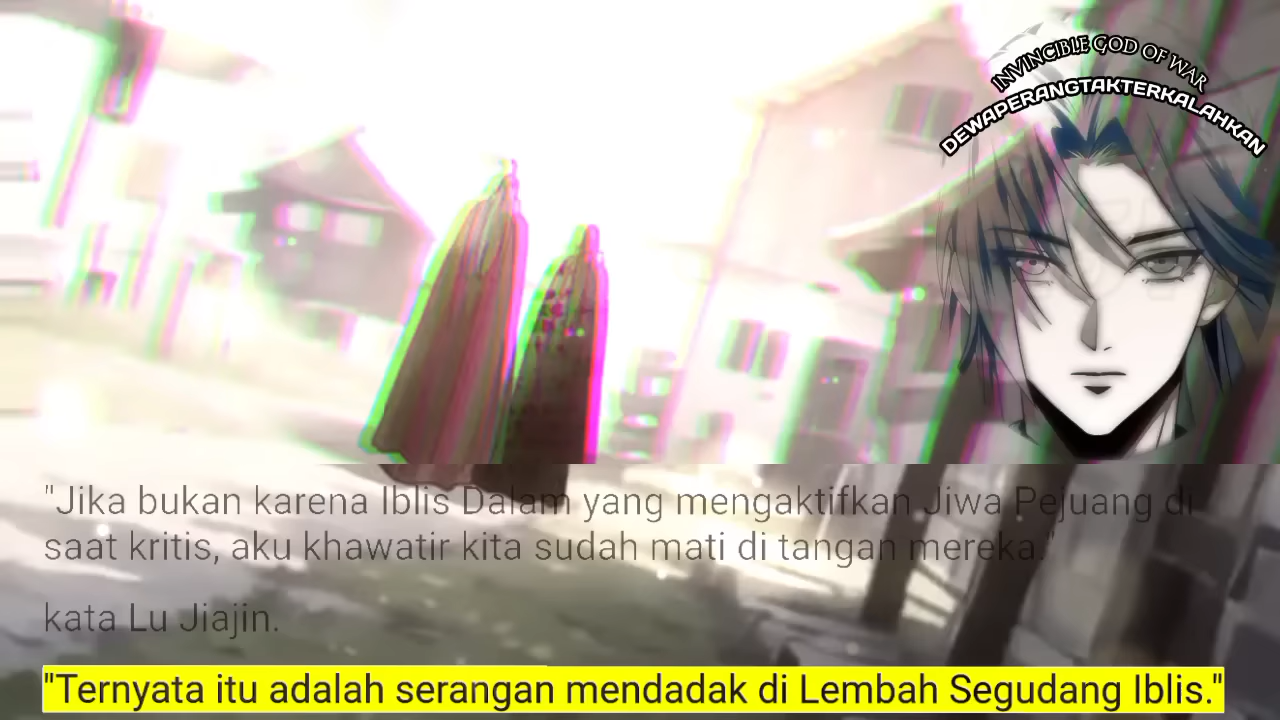 INVINCIBLE GOD OF WAR
DEWAPERANGTAKTERKALAHKAN
"Jika bukan karena Iblis Dalam yang mengaktifkan Jiwa Pejuang di
saat kritis, aku khawatir kita sudah mati di tangan mereka."
kata Lu Jiajin.
"Ternyata itu adalah serangan mendadak di Lembah Segudang Iblis."